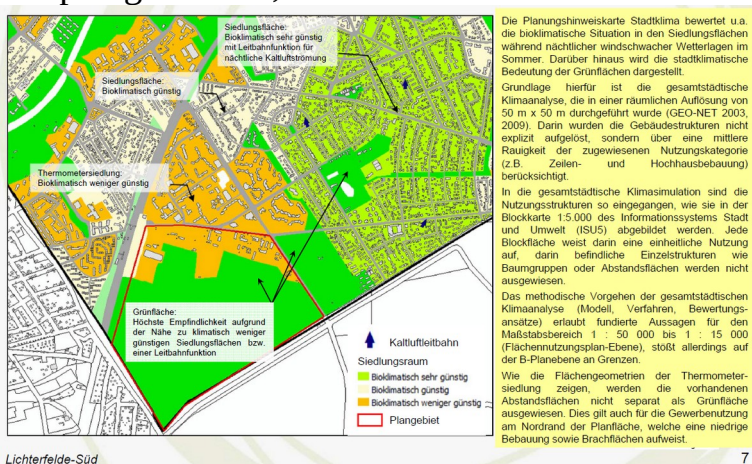 Siedlungsfläche:
Bioklimatisch sehr günstig
mit Leitbahnfunktion für
nächtliche Kaltluftströmung
Siedlungsfläche:
Bioklimatisch günstig
Thermometersiedlung:
Bioklimatisch weniger günstig
Grünfläche:
Höchste Empfindlichkeit aufgrund
der Nähe zu klimatisch weniger
günstigen Siedlungsflächen bzw.
einer Leitbahnfunktion
Kaltluftleitbahn
Siedlungsraum
Bioklimatisch sehr günstig
Bioklimatisch günstig
Bioklimatisch weniger günstig
Plangebiet
Die Planungshinweiskarte Stadtklima bewertet u.a.
die bioklimatische Situation in den Siedlungsflächen
während nächtlicher windschwacher Wetterlagen im
Sommer. Darüber hinaus wird die stadtklimatische
Bedeutung der Grünflächen dargestellt.
Grundlage hierfür ist die gesamtstädtische
Klimaanalyse, die in einer räumlichen Auflösung von
50 m x 50 m durchgeführt wurde (GEO-NET 2003,
2009). Darin wurden die Gebäudestrukturen nicht
explizit aufgelöst, sondern über eine mittlere
Rauigkeit der zugewiesenen Nutzungskategorie
(z.B. Zeilen- und Hochhausbebauung)
berücksichtigt.
In die gesamtstädtische Klimasimulation sind die
Nutzungsstrukturen so eingegangen, wie sie in der
Blockkarte 1:5.000 des Informationssystems Stadt
und Umwelt (ISU5) abgebildet werden. Jede
Blockfläche weist darin eine einheitliche Nutzung
auf, darin befindliche Einzelstrukturen wie
Baumgruppen oder Abstandsflächen werden nicht
ausgewiesen.
Das methodische Vorgehen der gesamtstädtischen
Klimaanalyse (Modell, Verfahren, Bewertungs-
ansätze) erlaubt fundierte Aussagen für den
Maßstabsbereich 1 : 50 000 bis 1 : 15 000
(Flächennutzungsplan-Ebene), stößt allerdings auf
der B-Planebene an Grenzen.
Wie die Flächengeometrien der Thermometer-
siedlung zeigen, werden die vorhandenen
Abstandsflächen nicht separat als Grünfläche
ausgewiesen. Dies gilt auch für die Gewerbenutzung
am Nordrand der Planfläche, welche eine niedrige
Bebauung sowie Brachflächen aufweist.
Lichterfelde-Süd
7